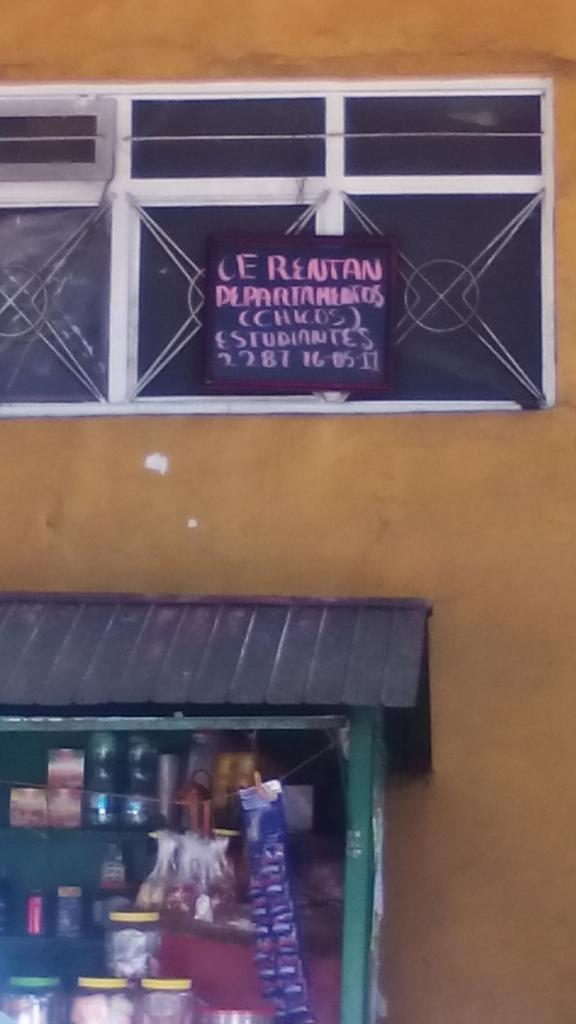 CE RENTAN
DEPARTAMENTOS
(CHICOS)
ESTUDIANTES
2287 16-05-17